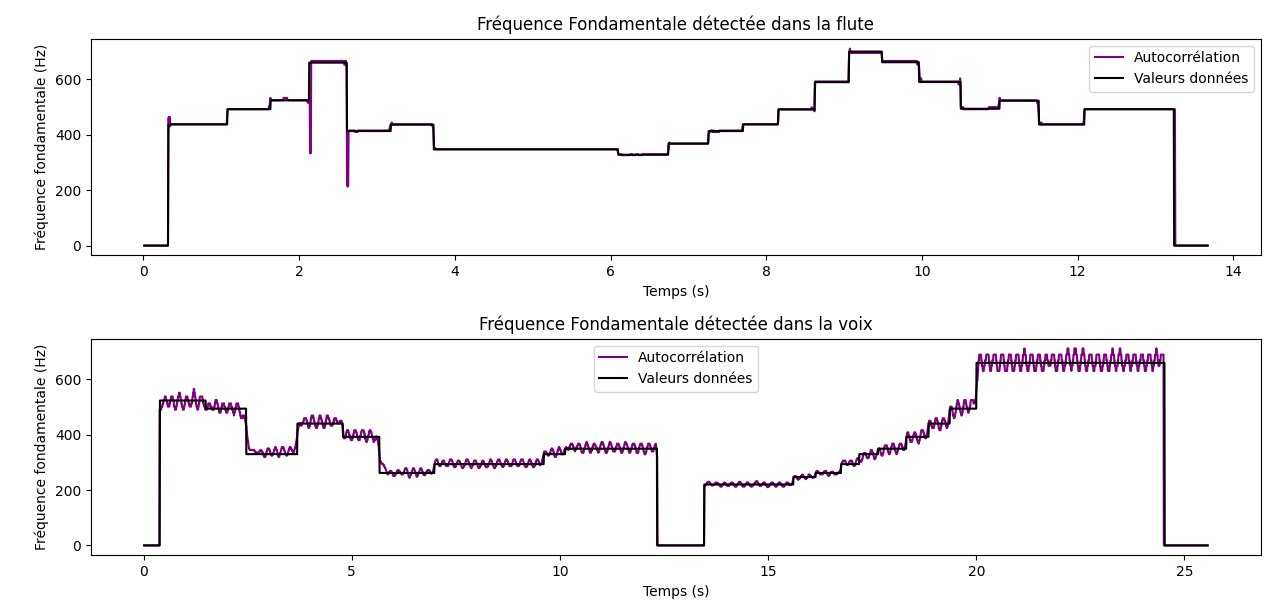 Fréquence Fondamentale détectée dans la flute
Fréquence fondamentale (Hz)
600
400
200
0
Autocorrélation
Valeurs données
0 2 4 6 8 10 12 14
Temps (s)
Fréquence Fondamentale détectée dans la voix
Fréquence fondamentale (Hz)
600
400
200
0
Autocorrélation
Valeurs données
0 5 10 15 20 25
Temps (s)